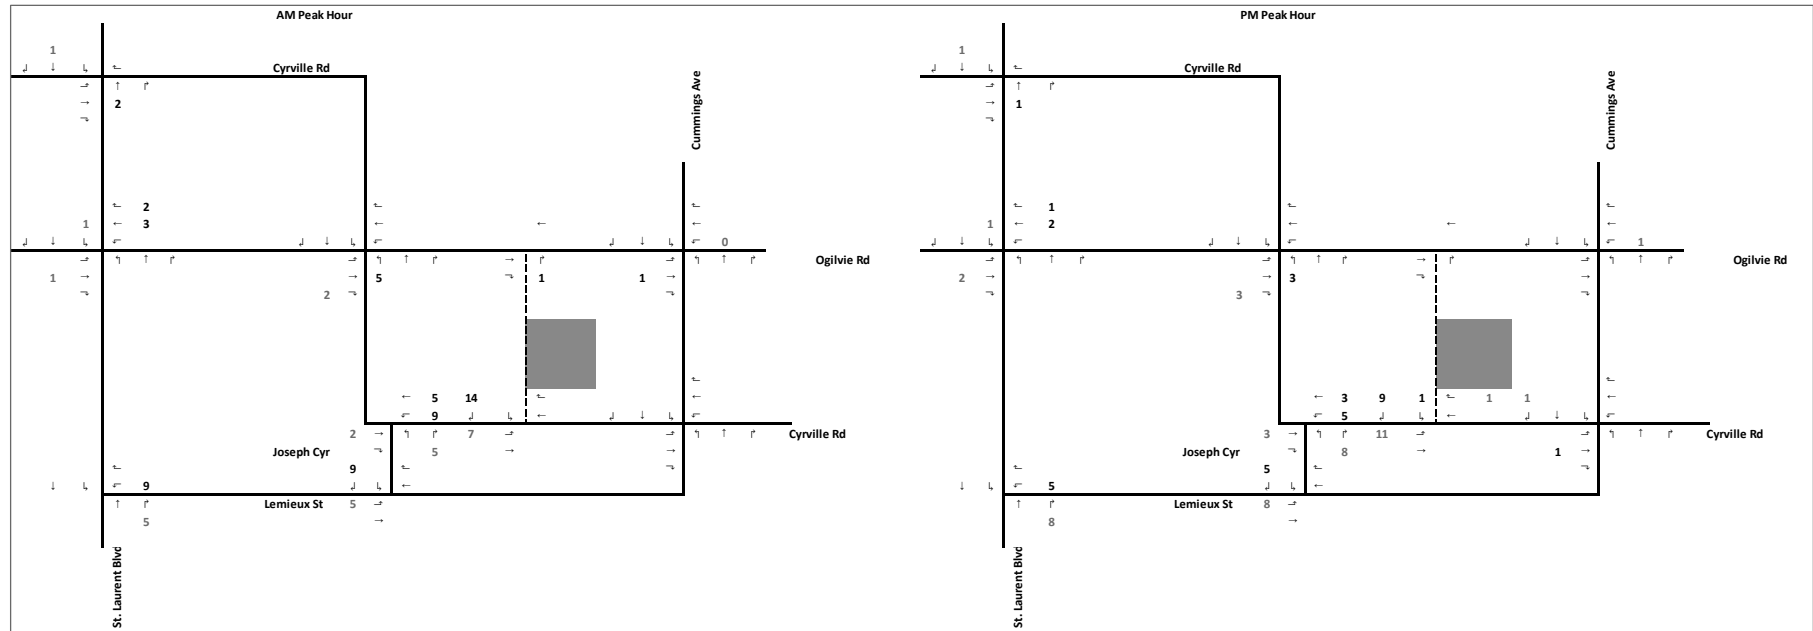 AM Peak Hour PM Peak Hour
1 1
Cyrville Rd Cyrville Rd
2 1
Cummings Ave Cummings Ave
2 1
1 3 1 2
0 1
Ogilvie Rd Ogilvie Rd
1 5 1 1 2 3
2 3
5 14 3 9 1 1 1
9 5
2 7 Cyrville Rd 3 11 Cyrville Rd
Joseph Cyr 5 Joseph Cyr 8 1
9 5
9 5
Lemieux St 5 Lemieux St 8
5 8
St. Laurent Blvd St. Laurent Blvd